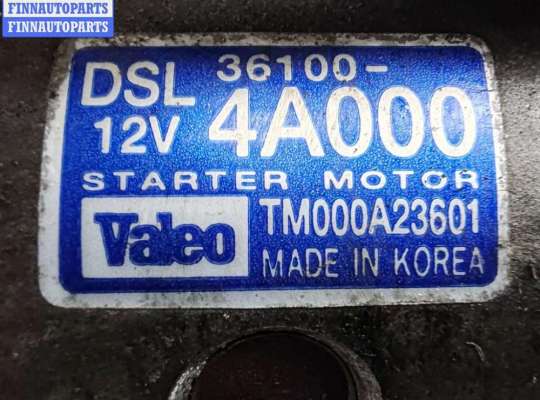 FINNAUTOPARTS
FINNAUTOPARTS
DSL 36100-
12V 4A000
STARTER MOTOR
Valeo TM000A23601
MADE IN KOREA